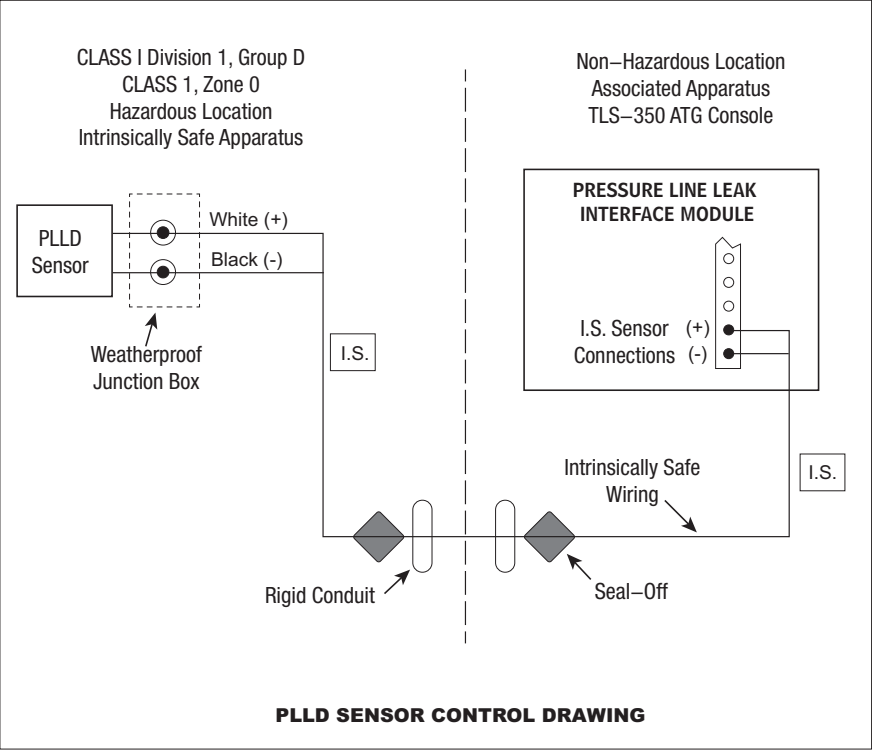 CLASS I Division 1, Group D
CLASS 1, Zone 0
Hazardous Location
Intrinsically Safe Apparatus
Non–Hazardous Location
Associated Apparatus
TLS–350 ATG Console
PLLD
Sensor
White (+)
Black (-)
Weatherproof
Junction Box
I.S.
PRESSURE LINE LEAK
INTERFACE MODULE
I.S. Sensor (+)
Connections (-)
I.S.
Intrinsically Safe
Wiring
Rigid Conduit
Seal–Off
PLLD SENSOR CONTROL DRAWING